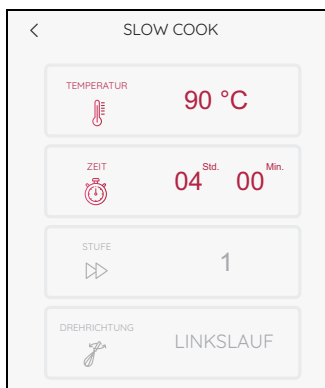 SLOW COOK
TEMPERATUR
90 °C
ZEIT
04 Std. 00 Min.
STUFE
1
DREHRICHTUNG
LINKSLAUF